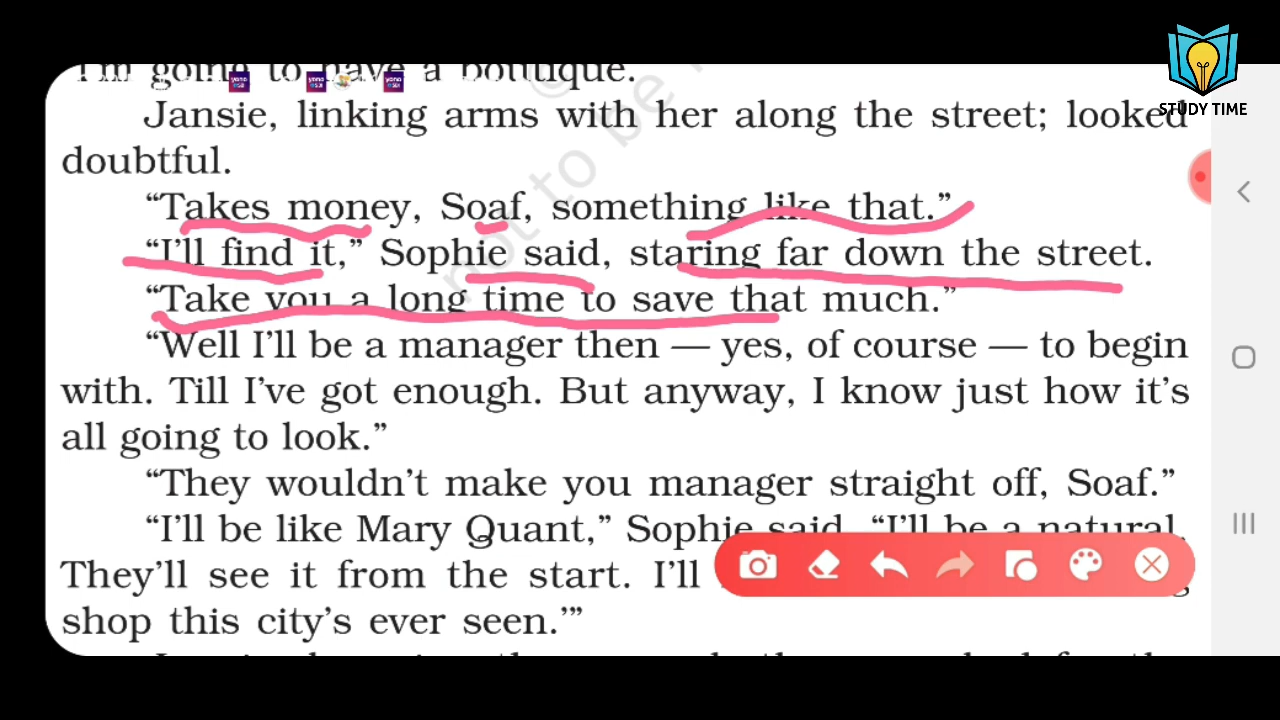 I'm going to have a boutique."
STUDY TIME
Jansie, linking arms with her along the street; looked
doubtful.
“Takes money, Soaf, something like that.”
“I’ll find it,” Sophie said, staring far down the street.
“Take you a long time to save that much.”
“Well I’ll be a manager then — yes, of course — to begin
with. Till I’ve got enough. But anyway, I know just how it’s
all going to look.”
“They wouldn’t make you manager straight off, Soaf.”
“I’ll be like Mary Quant,” Sophie said. “I’ll be a natural.
They’ll see it from the start. I’ll
shop this city’s ever seen.’”
not to be